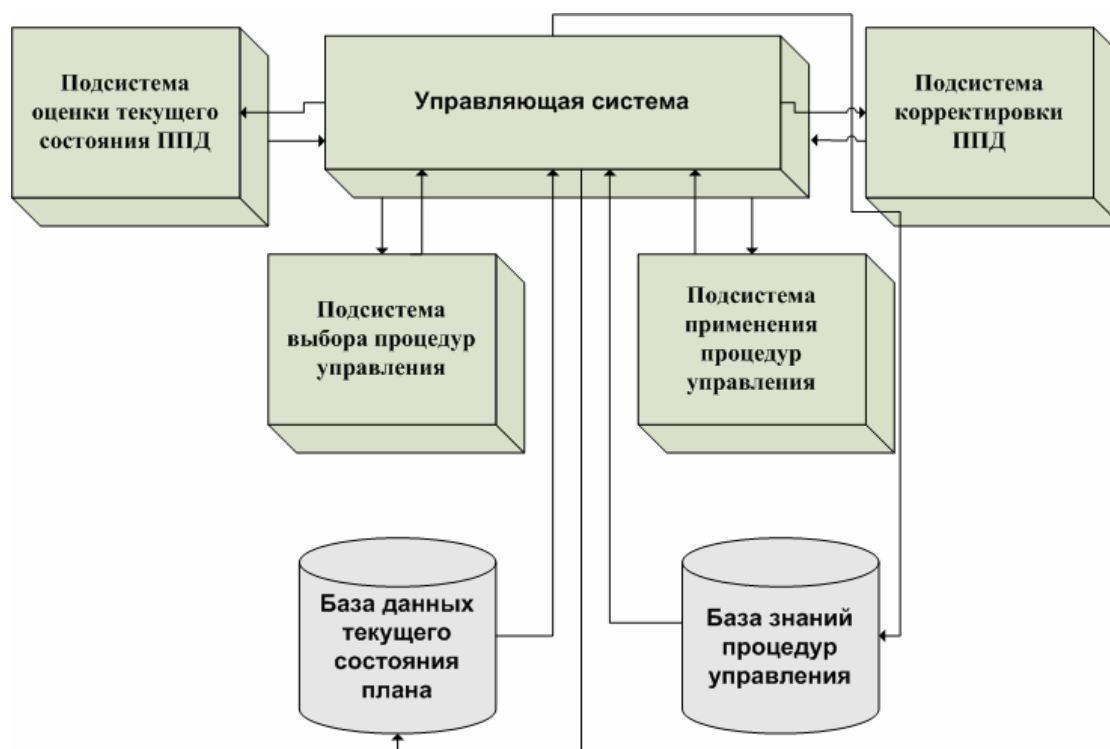 Подсистема
оценки текущего
состояния ППД
Управляющая система
Подсистема
корректировки
ППД
Подсистема
выбора процедур
управления
Подсистема
применения
процедур
управления
База данных
текущего
состояния
плана
База знаний
процедур
управления